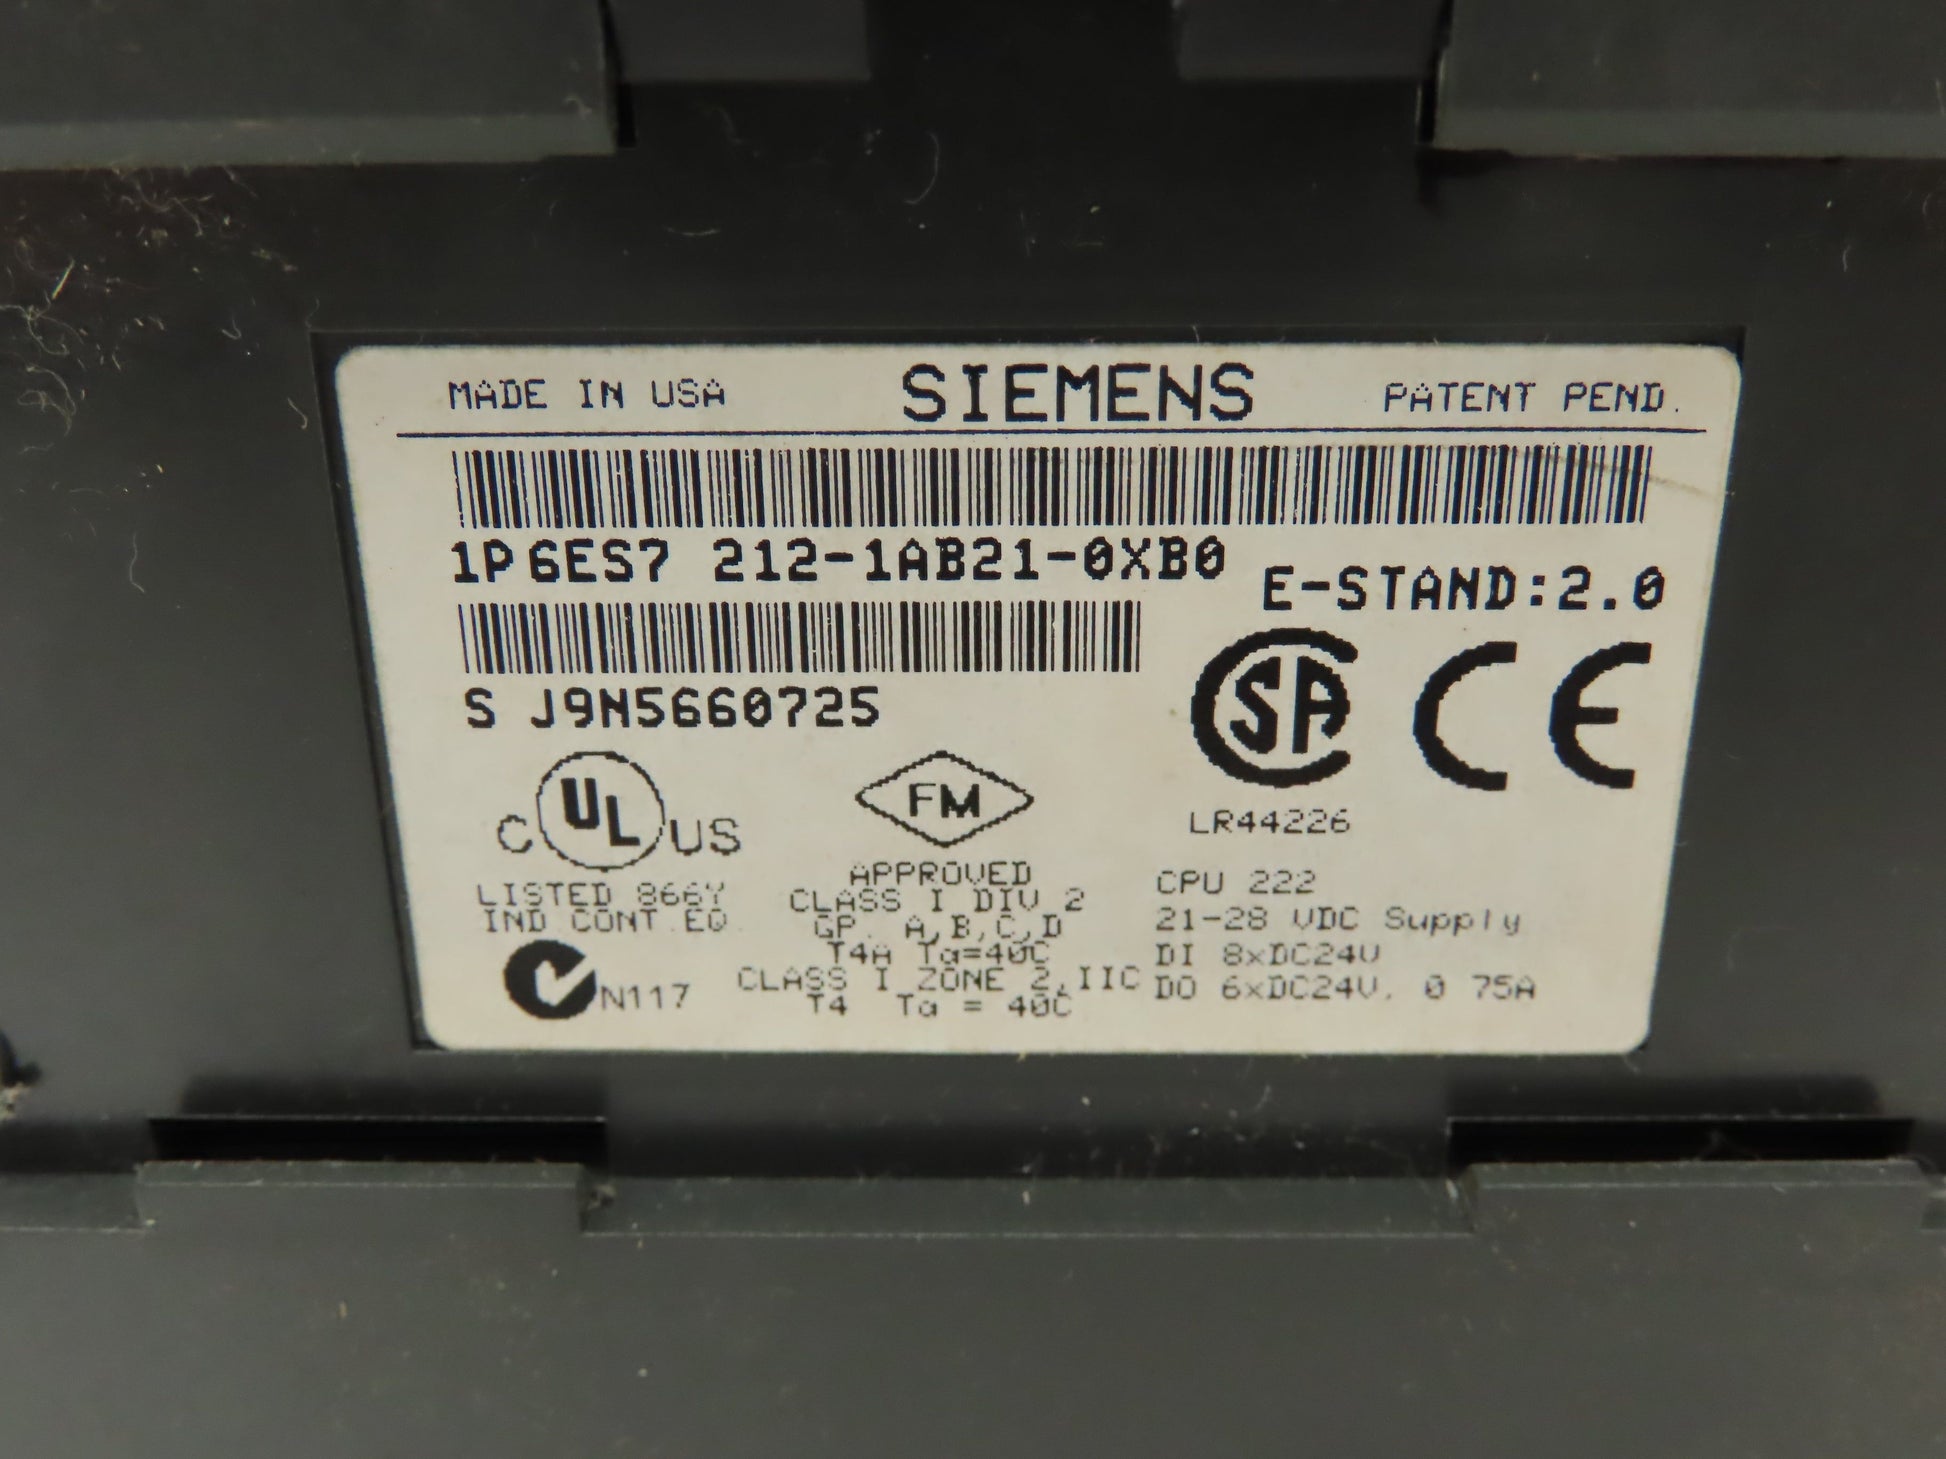 MADE IN USA SIEMENS PATENT PEND.
1P 6ES7 212-1AB21-0XB0
E-STAND:2.0
S J9N5660725
SA CE
C UL US
FM
LR44226
LISTED 866Y
IND.CONT.EQ.
N117
APPROVED
CLASS I DIV 2
GP. A,B,C,D
T4A Ta=40C
CLASS I ZONE 2,IIC
T4 Ta = 40C
CPU 222
21-28 VDC Supply
DI 8xDC24V
DO 6xDC24V, 0.75A